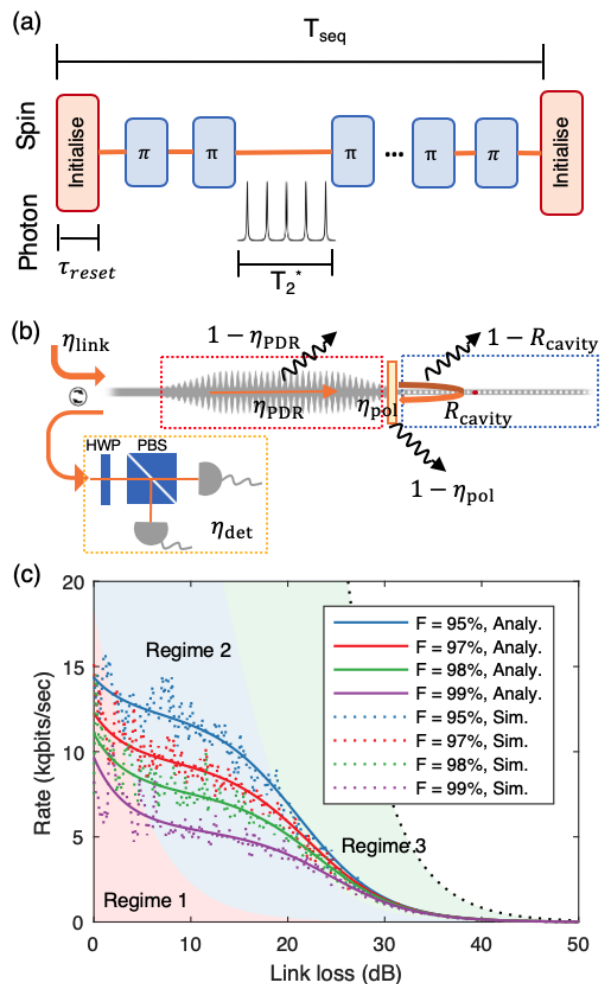 (a)
T_seq
Spin
Photon
Initialise
π
π
π
...
π
π
Initialise
τ_reset
T_2^*
(b)
η_link
1 − η_PDR
η_PDR
η_pol
1 − R_cavity
R_cavity
1 − η_pol
HWP PBS
η_det
(c)
Rate (kqbits/sec)
20
15
10
5
0
Regime 2
Regime 1
Regime 3
F = 95%, Analy.
F = 97%, Analy.
F = 98%, Analy.
F = 99%, Analy.
F = 95%, Sim.
F = 97%, Sim.
F = 98%, Sim.
F = 99%, Sim.
0 10 20 30 40 50
Link loss (dB)